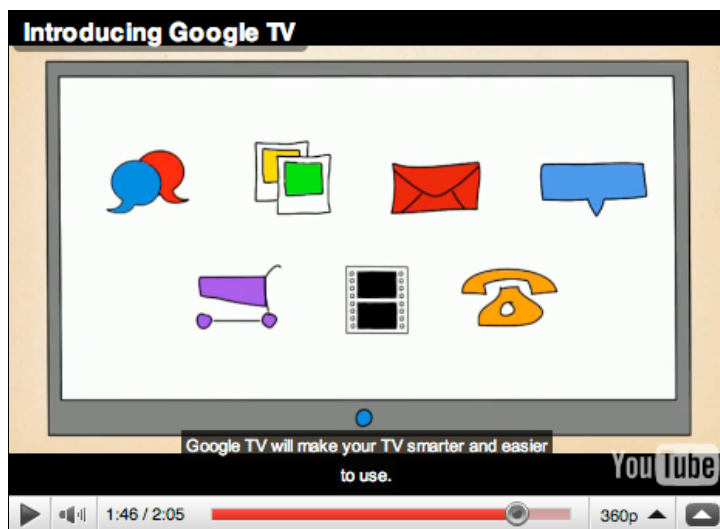 Introducing Google TV
Google TV will make your TV smarter and easier
to use.
YouTube
1:46 / 2:05
360p